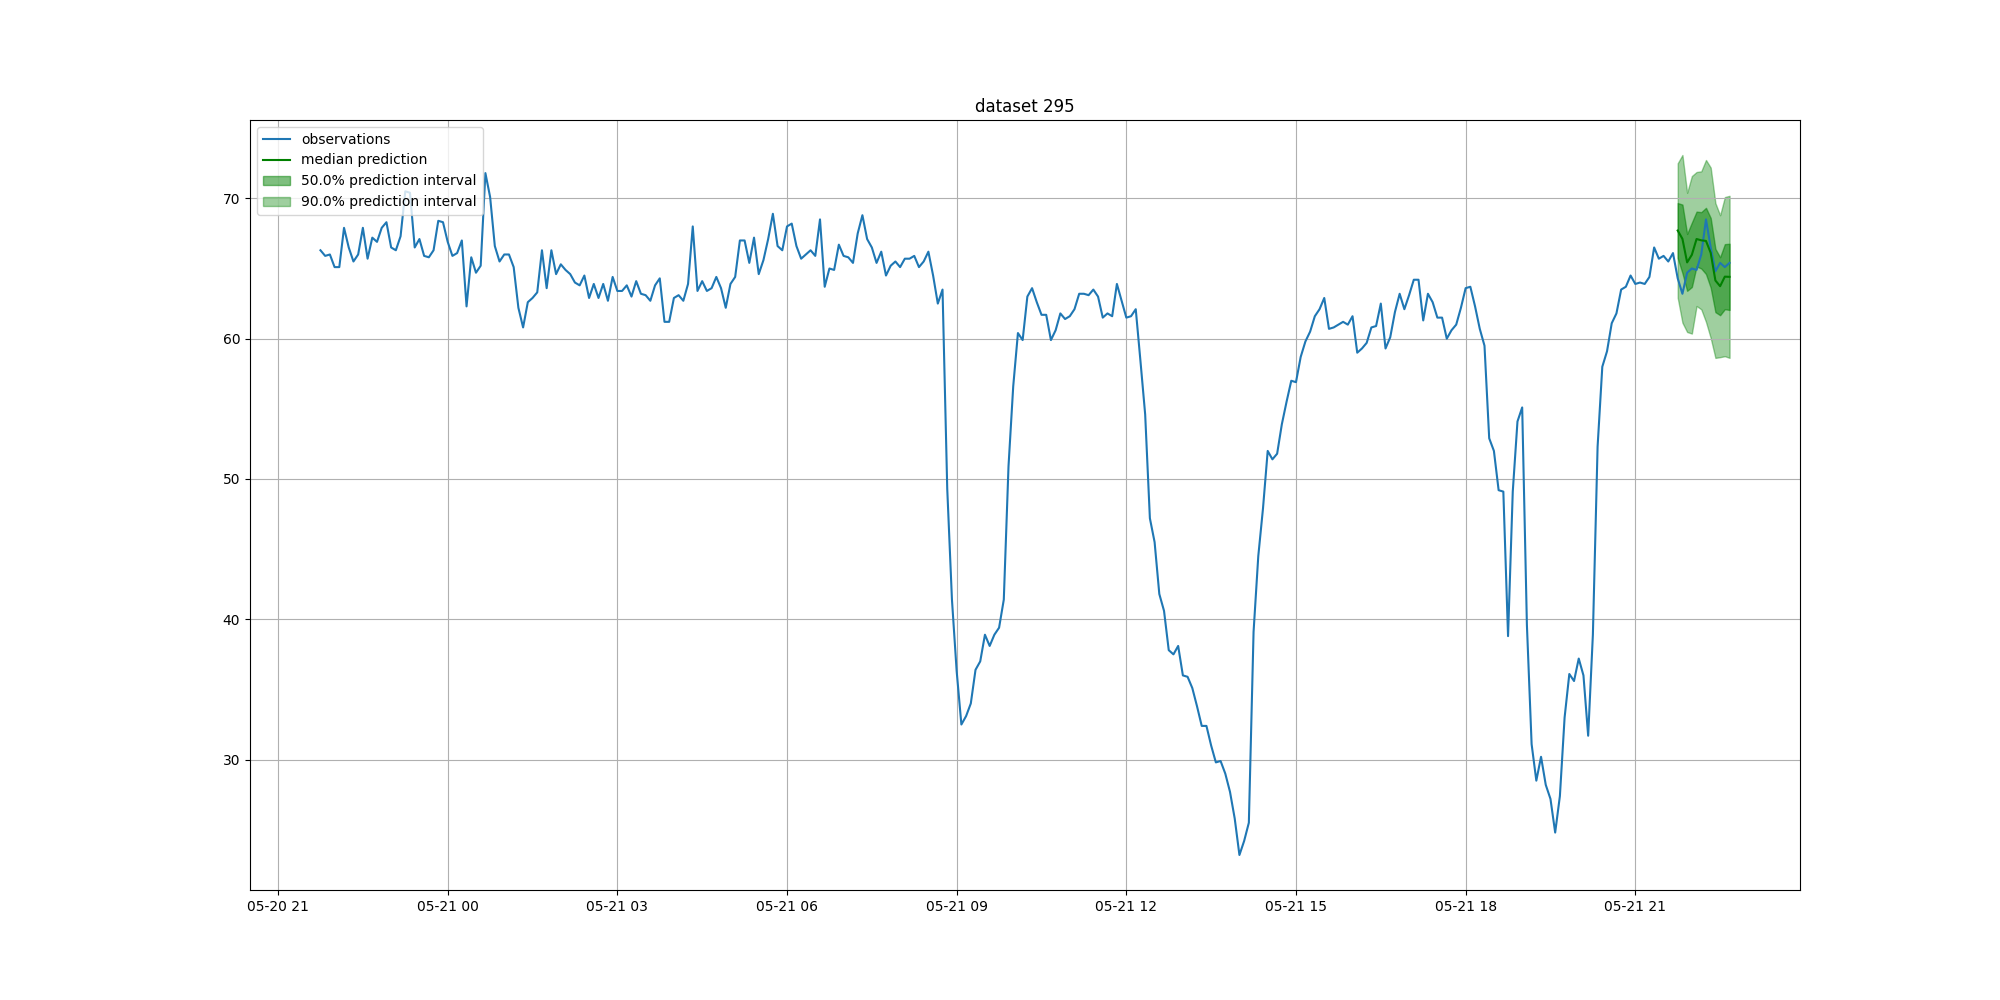 dataset 295
observations
median prediction
50.0% prediction interval
90.0% prediction interval
70
60
50
40
30
05-20 21
05-21 00
05-21 03
05-21 06
05-21 09
05-21 12
05-21 15
05-21 18
05-21 21